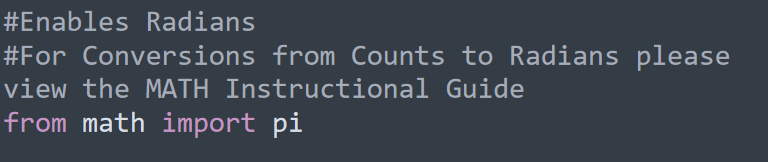 #Enables Radians
#For Conversions from Counts to Radians please
view the MATH Instructional Guide
from math import pi